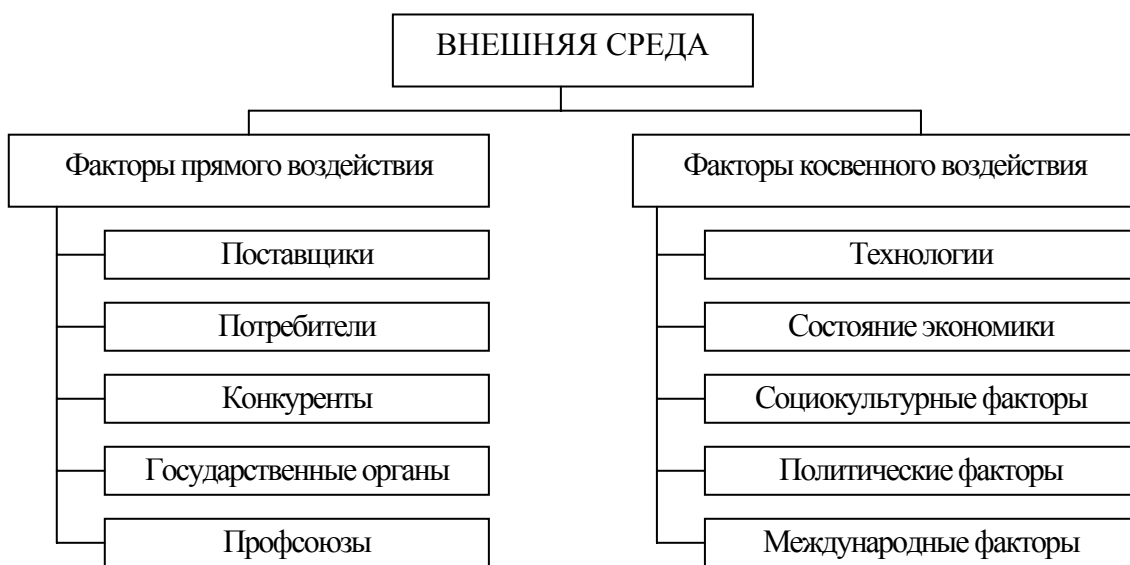 ВНЕШНЯЯ СРЕДА
Факторы прямого воздействия
Поставщики
Потребители
Конкуренты
Государственные органы
Профсоюзы
Факторы косвенного воздействия
Технологии
Состояние экономики
Социокультурные факторы
Политические факторы
Международные факторы